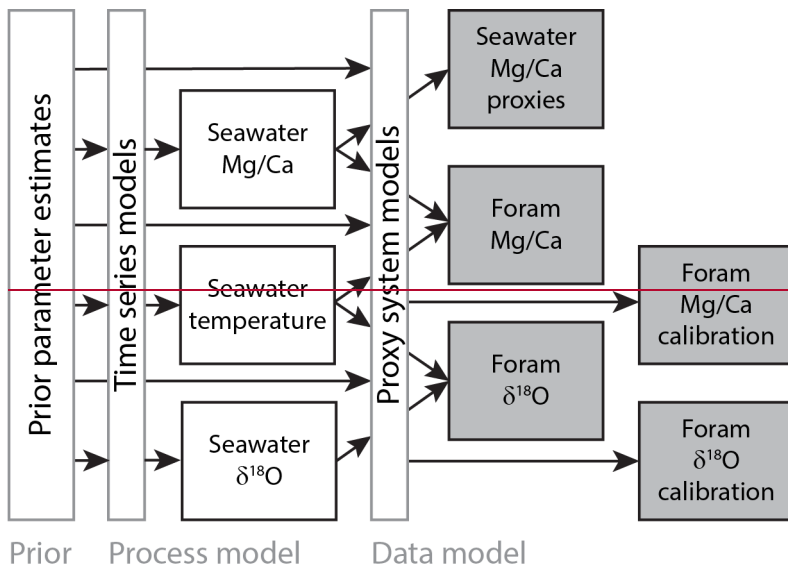 Prior parameter estimates
Time series models
Seawater
Mg/Ca
Seawater
temperature
Seawater
δ¹⁸O
Proxy system models
Seawater
Mg/Ca
proxies
Foram
Mg/Ca
Foram
δ¹⁸O
Foram
Mg/Ca
calibration
Foram
δ¹⁸O
calibration
Prior
Process model
Data model